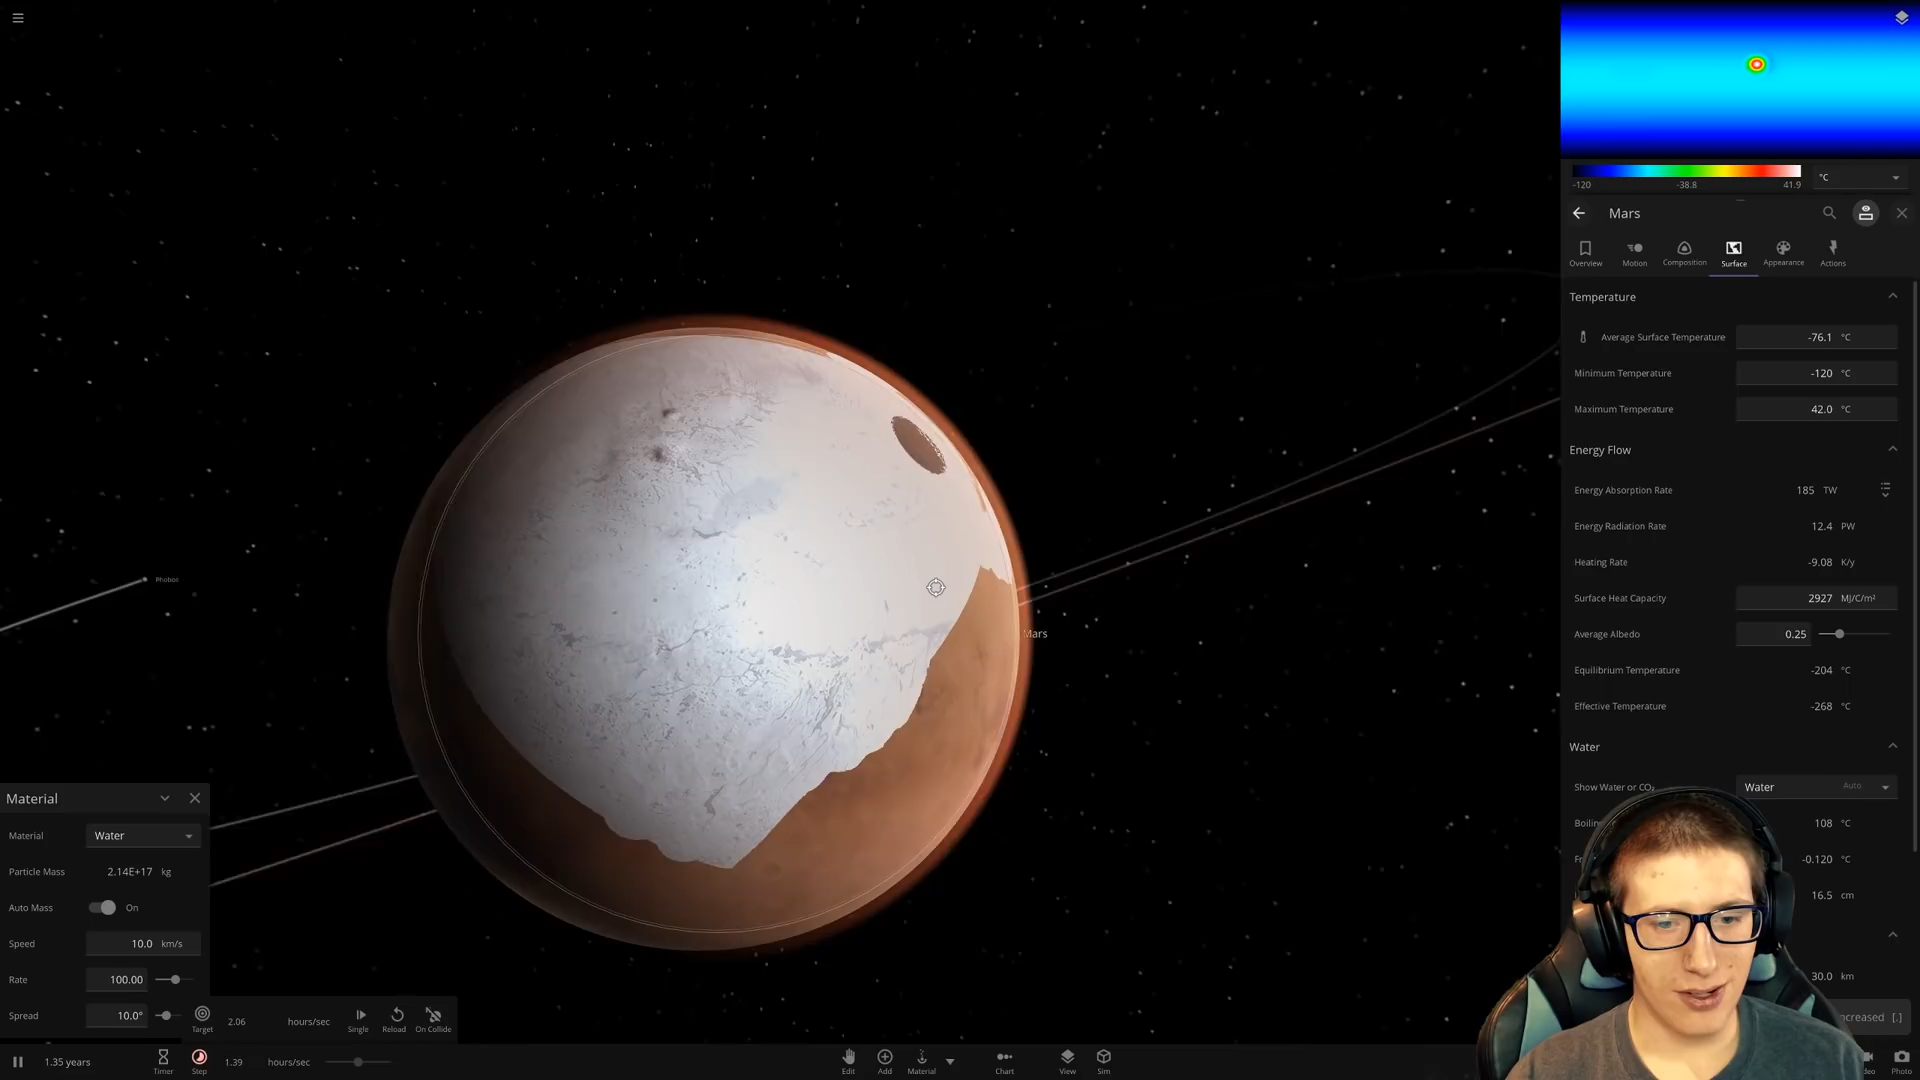 -120 -38.8 41.9 °C
Mars
Overview Motion Composition Surface Appearance Actions
Temperature
Average Surface Temperature -76.1 °C
Minimum Temperature -120 °C
Maximum Temperature 42.0 °C
Energy Flow
Energy Absorption Rate 185 TW
Energy Radiation Rate 12.4 PW
Heating Rate -9.08 K/y
Surface Heat Capacity 2927 MJ/C/m²
Average Albedo 0.25
Equilibrium Temperature -204 °C
Effective Temperature -268 °C
Water
Show Water or CO₂ Water Auto
108 °C
-0.120 °C
16.5 cm
30.0 km
[.]
Phobos
Mars
Material
Material Water
Particle Mass 2.14E+17 kg
Auto Mass On
Speed 10.0 km/s
Rate 100.00
Spread 10.0°
Target 2.06 hours/sec Single Reload On Collide
1.35 years Timer Step 1.39 hours/sec
Edit Add Material Chart View Sim Photo